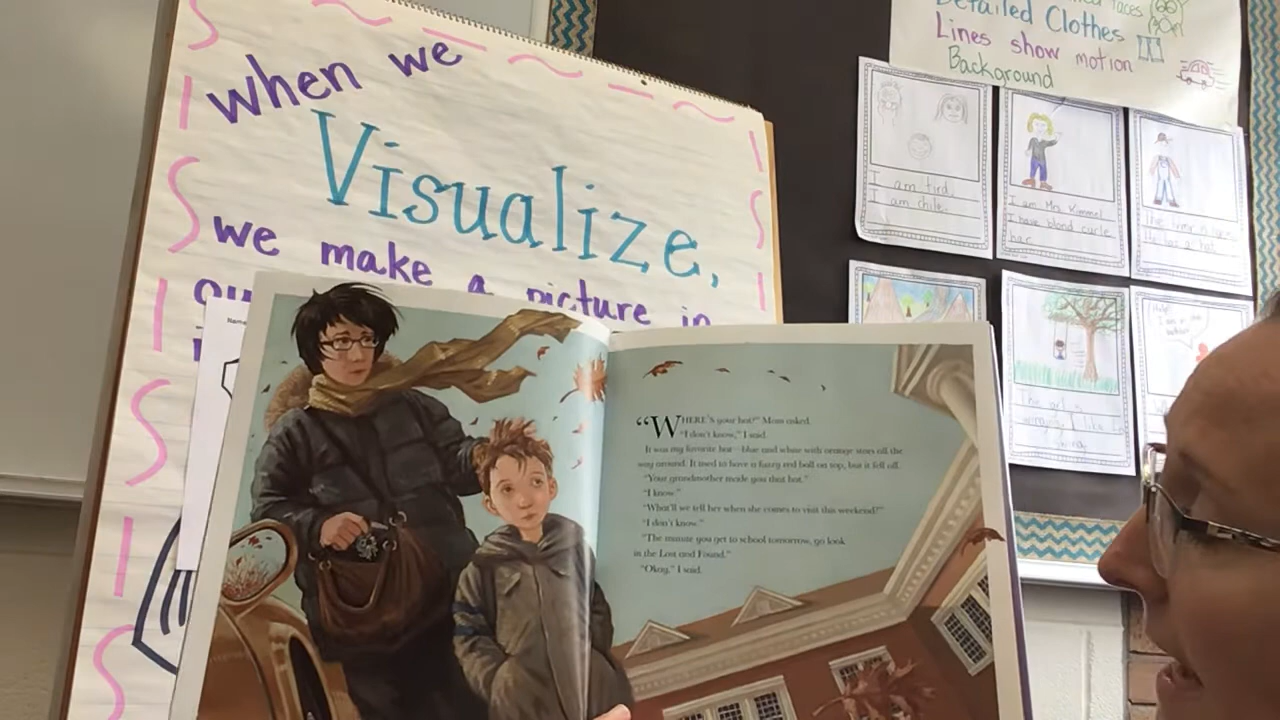 when we
Visualize,
we make a picture in
Name
Detailed Clothes
Lines show motion
Background
I am tird.
I am child.
I am Mrs. Kimmel
I have blond curle
har
"WHERE's your hat?" Mom asked.
"I don't know," I said.
It was my favorite hat—blue and white with orange stars all the
way around. It used to have a fuzzy red ball on top, but it fell off.
"Your grandmother made you that hat."
"I know."
"What'll we tell her when she comes to visit this weekend?"
"I don't know."
"The minute you get to school tomorrow, go look
in the Lost and Found."
"Okay," I said.